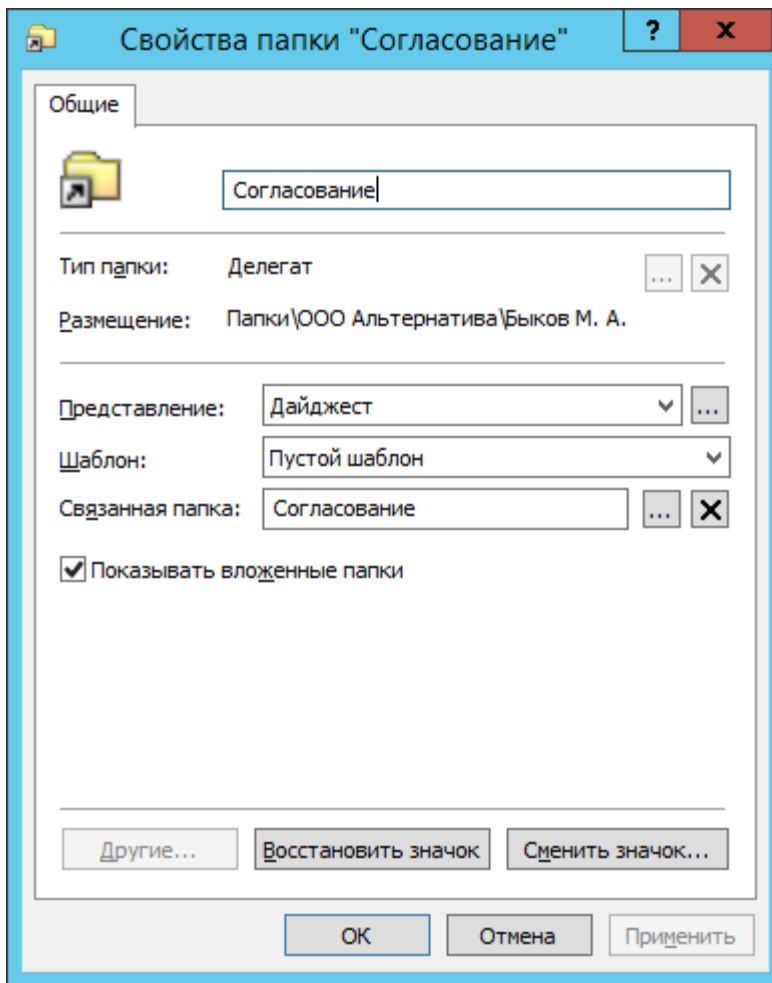 Свойства папки "Согласование"
?
x
Общие
Согласование
Тип папки: Делегат ...
Размещение: Папки\ООО Альтернатива\Быков М. А.
Представление: Дайджест ...
Шаблон: Пустой шаблон
Связанная папка: Согласование ...
Показывать вложенные папки
Другие... Восстановить значок Сменить значок...
ОК Отмена Применить